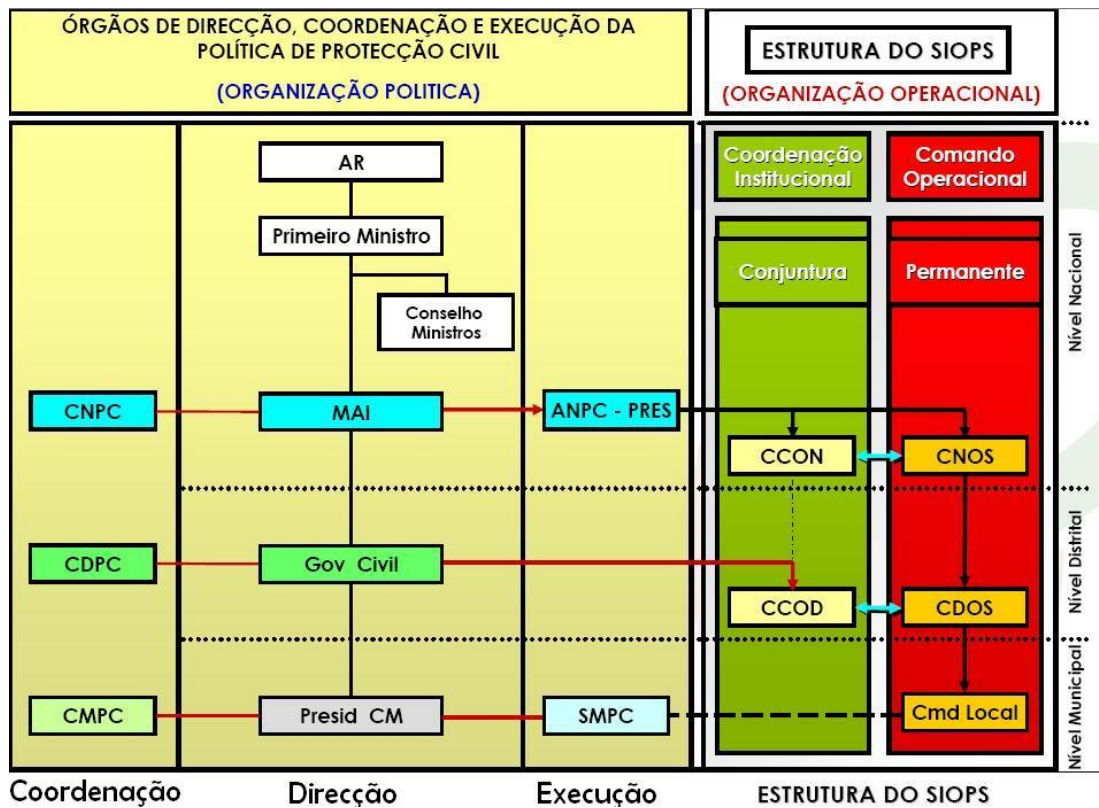 ÓRGÃOS DE DIRECÇÃO, COORDENAÇÃO E EXECUÇÃO DA
POLÍTICA DE PROTECÇÃO CIVIL
(ORGANIZAÇÃO POLITICA)
ESTRUTURA DO SIOPS
(ORGANIZAÇÃO OPERACIONAL)
AR
Primeiro Ministro
Conselho
Ministros
Coordenação
Institucional
Comando
Operacional
Conjuntura
Permanente
Nível Nacional
CNPC
MAI
ANPC - PRES
CCON
CNOS
CDPC
Gov Civil
CCOD
CDOS
Nível Distrital
CMPC
Presid CM
SMPC
Cmd Local
Nível Municipal
Coordenação
Direcção
Execução
ESTRUTURA DO SIOPS